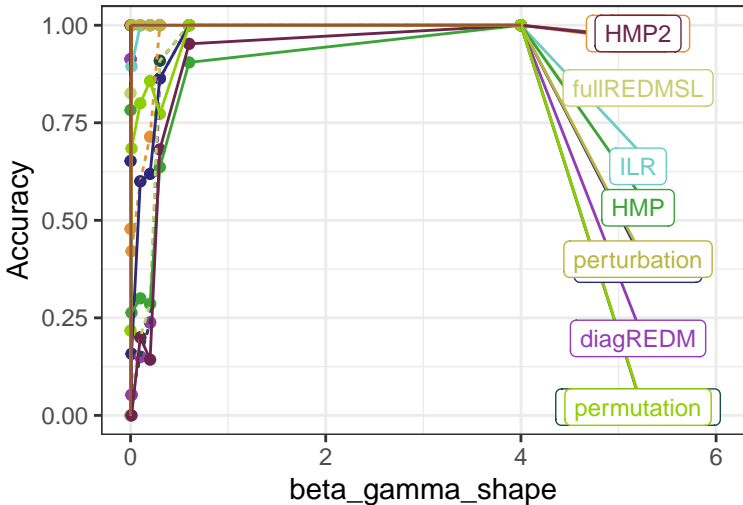 1.00
0.75
0.50
0.25
0.00
Accuracy
HMP2
fullREDMSL
ILR
HMP
perturbation
diagREDM
permutation
0
2
4
6
beta_gamma_shape